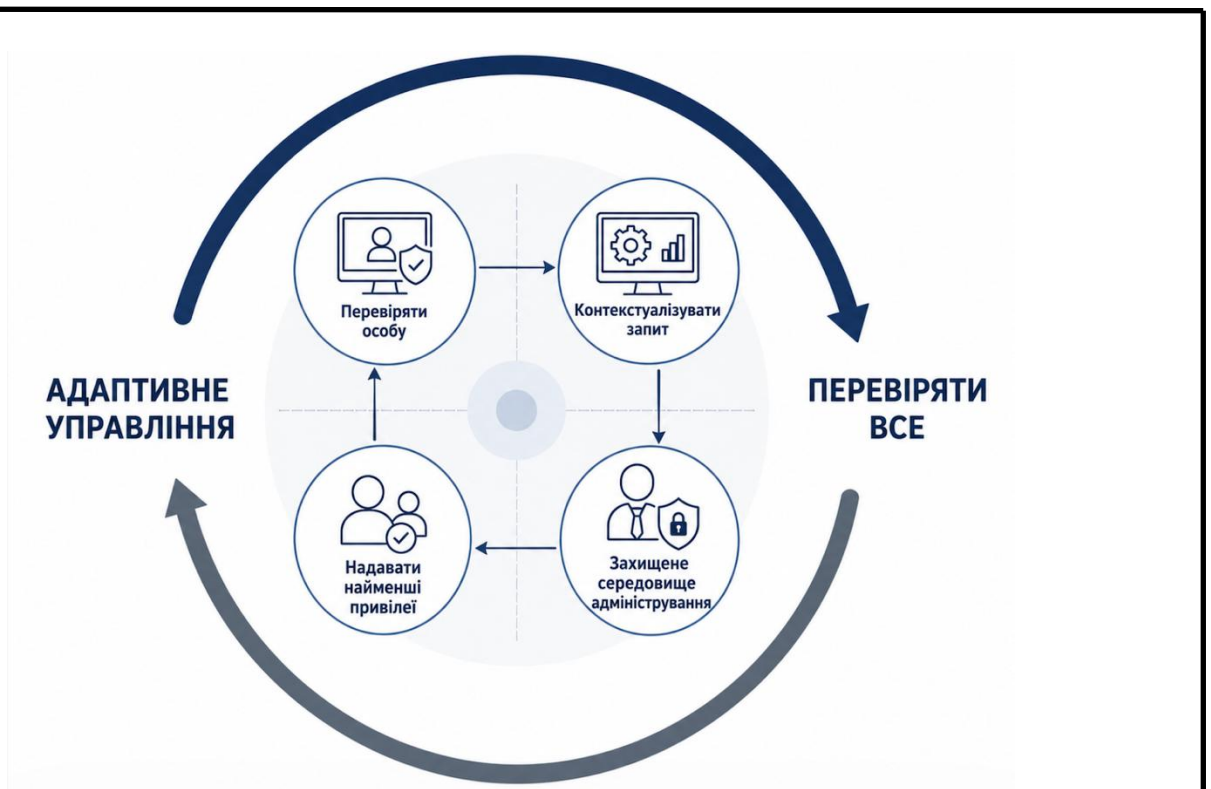 Перевіряти
особу
Контекстуалізувати
запит
АДАПТИВНЕ
УПРАВЛІННЯ
ПЕРЕВІРЯТИ
ВСЕ
Надавати
найменші
привілеї
Захищене
середовище
адміністрування